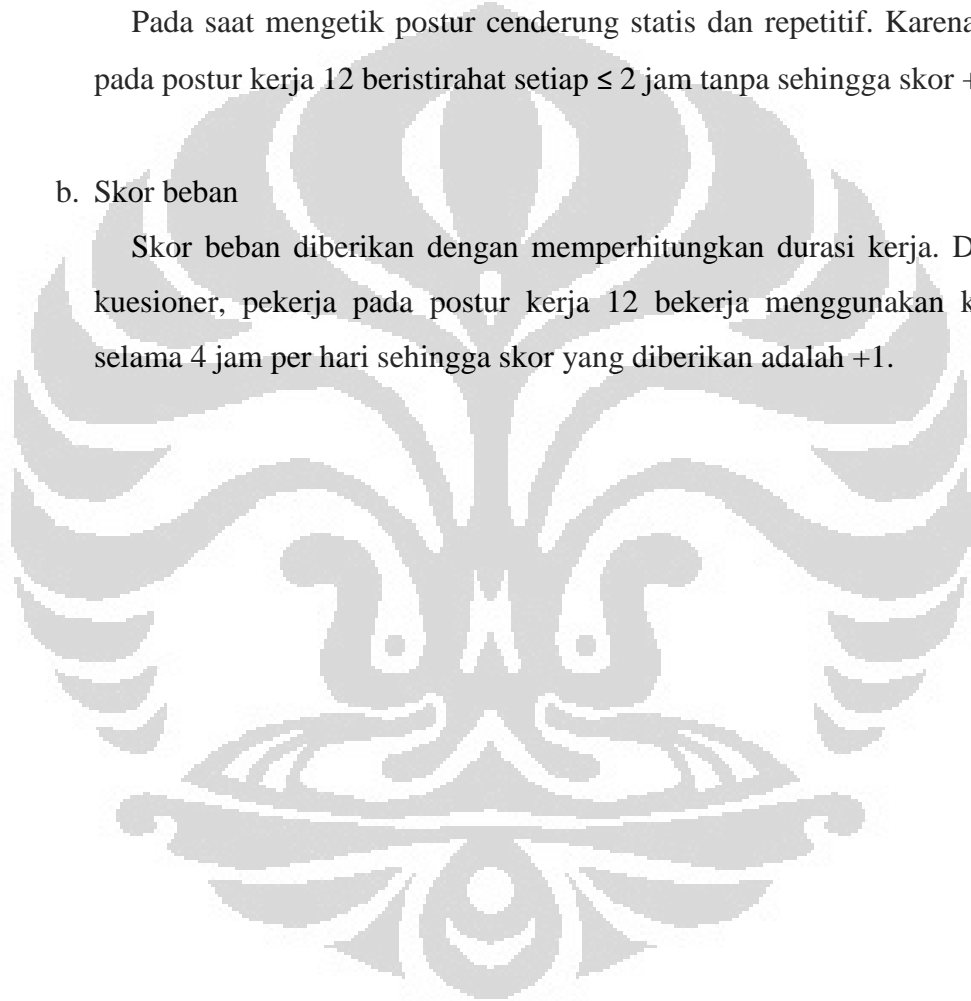 Pada saat mengetik postur cenderung statis dan repetitif. Karena
pada postur kerja 12 beristirahat setiap ≤ 2 jam tanpa sehingga skor +
b. Skor beban
Skor beban diberikan dengan memperhitungkan durasi kerja. D
kuesioner, pekerja pada postur kerja 12 bekerja menggunakan k
selama 4 jam per hari sehingga skor yang diberikan adalah +1.